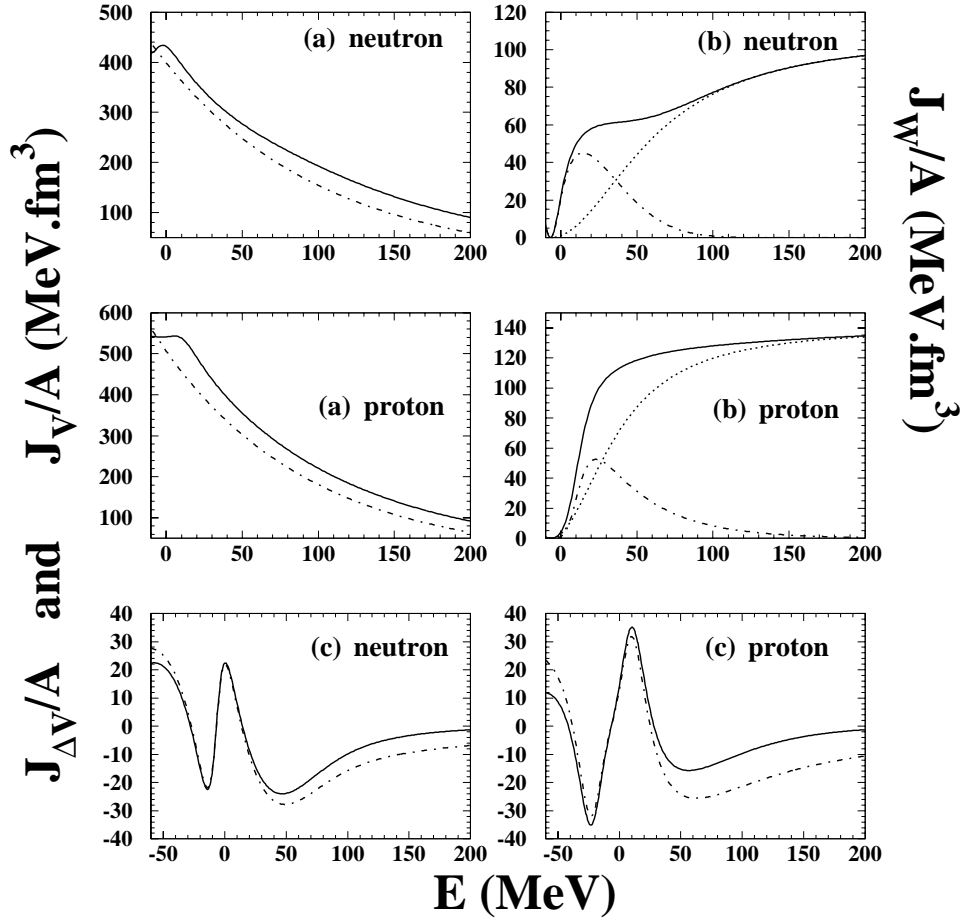 J_ΔV/A and J_V/A (MeV.fm^3)
J_W/A (MeV.fm^3)
(a) neutron
500
400
300
200
100
0 50 100 150 200
(b) neutron
120
100
80
60
40
20
0
0 50 100 150 200
(a) proton
600
500
400
300
200
100
0 50 100 150 200
(b) proton
140
120
100
80
60
40
20
0
0 50 100 150 200
(c) neutron
40
30
20
10
0
-10
-20
-30
-40
-50 0 50 100 150 200
(c) proton
40
30
20
10
0
-10
-20
-30
-40
-50 0 50 100 150 200
E (MeV)